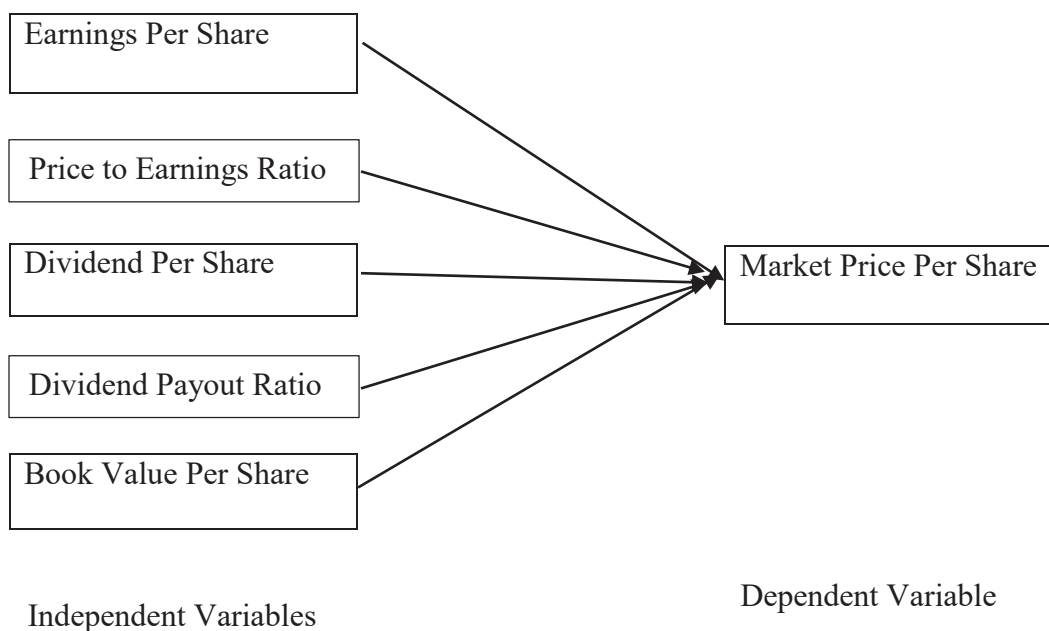 Earnings Per Share
Price to Earnings Ratio
Dividend Per Share
Market Price Per Share
Dividend Payout Ratio
Book Value Per Share
Independent Variables
Dependent Variable